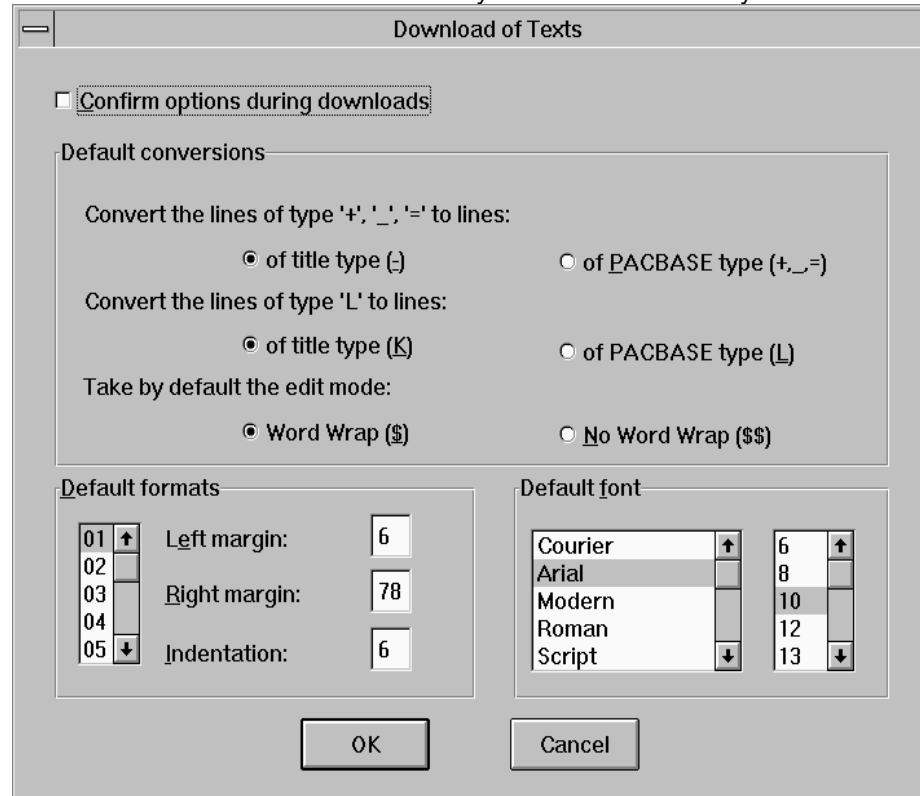 Download of Texts
Confirm options during downloads
Default conversions
Convert the lines of type '+', '_', '=' to lines:
of title type (-)
of PACBASE type (+,_,=)
Convert the lines of type 'L' to lines:
of title type (K)
of PACBASE type (L)
Take by default the edit mode:
Word Wrap ($)
No Word Wrap ($$)
Default formats
01
02
03
04
05
Left margin: 6
Right margin: 78
Indentation: 6
Default font
Courier
Arial
Modern
Roman
Script
6
8
10
12
13
OK
Cancel